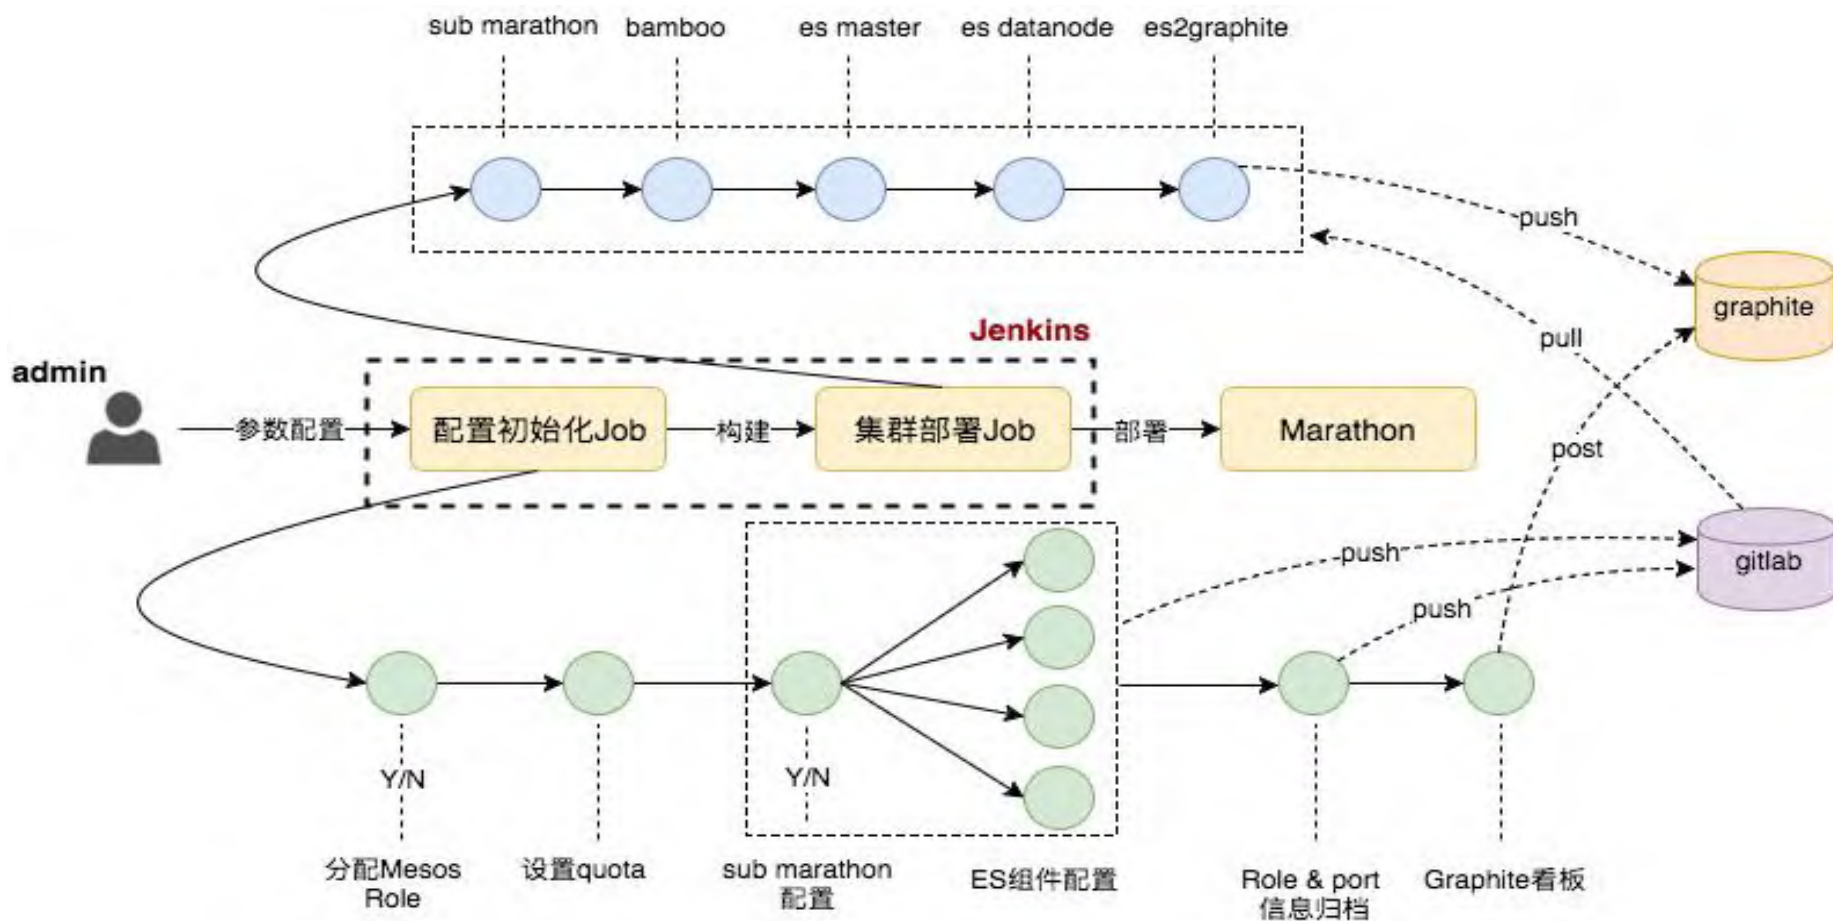 sub marathon
bamboo
es master
es datanode
es2graphite
push
graphite
pull
Jenkins
admin
参数配置
配置初始化Job
构建
集群部署Job
部署
Marathon
post
push
gitlab
push
Y/N
Y/N
分配Mesos
Role
设置quota
sub marathon
配置
ES组件配置
Role & port
信息归档
Graphite看板